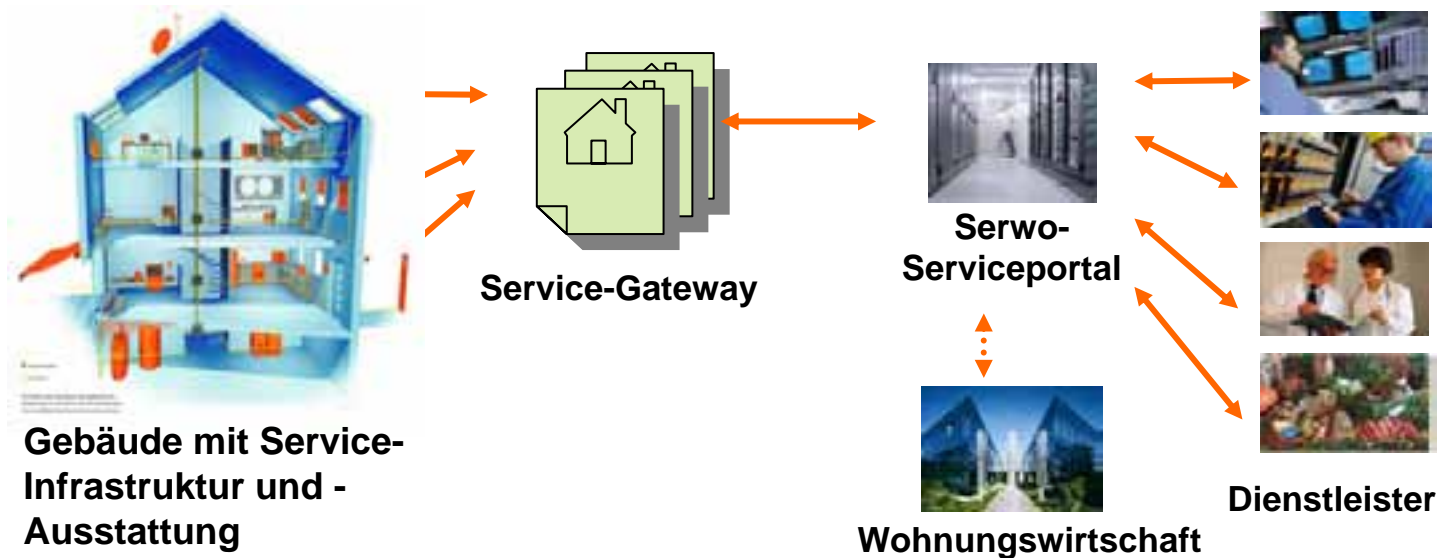 Service-Gateway
Serwo-
Serviceportal
Gebäude mit Service-
Infrastruktur und -
Ausstattung
Wohnungswirtschaft
Dienstleister